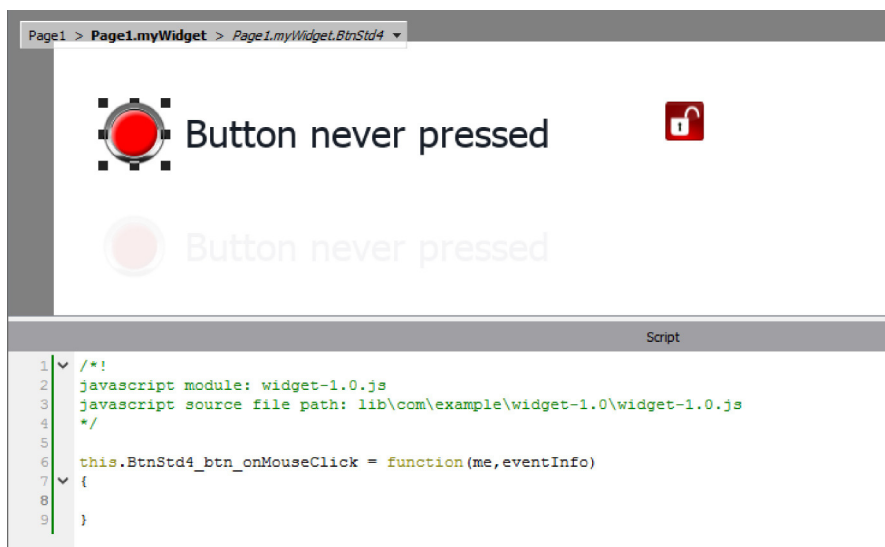 Page1 > Page1.myWidget > Page1.myWidget.BtnStd4
Button never pressed
Button never pressed
Script
1 /*!
2 javascript module: widget-1.0.js
3 javascript source file path: lib\com\example\widget-1.0\widget-1.0.js
4 */
5
6 this.BtnStd4_btn_onMouseClick = function(me,eventInfo)
7 {
8
9 }